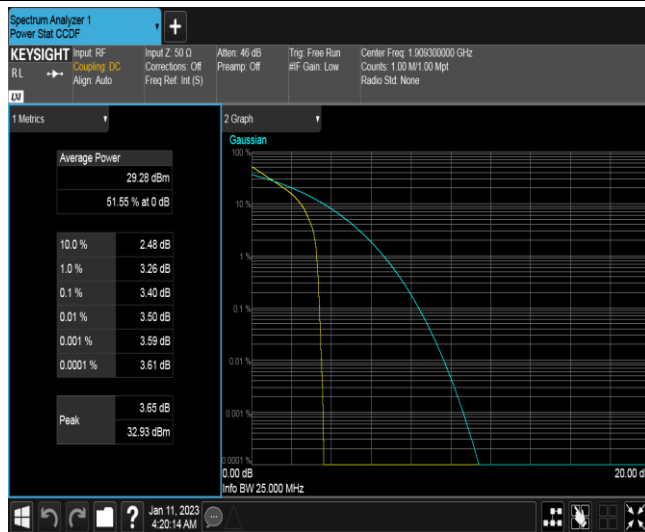 Spectrum Analyzer 1
Power Stat CCDF
+
KEYSIGHT
RL
LXI
Input: RF
Coupling: DC
Align: Auto
Input Z: 50 Ω
Corrections: Off
Freq Ref: Int (S)
Atten: 46 dB
Preamp: Off
Trig: Free Run
#IF Gain: Low
Center Freq: 1.909300000 GHz
Counts: 1.00 M/1.00 Mpt
Radio Std: None
1 Metrics
Average Power
29.28 dBm
51.55 % at 0 dB
10.0 % 2.48 dB
1.0 % 3.26 dB
0.1 % 3.40 dB
0.01 % 3.50 dB
0.001 % 3.59 dB
0.0001 % 3.61 dB
Peak
3.65 dB
32.93 dBm
2 Graph
Gaussian
100 %
10 %
1 %
0.1 %
0.01 %
0.001 %
0.0001 %
0.00 dB
20.00 d
Info BW 25.000 MHz
?
Jan 11, 2023
4:20:14 AM